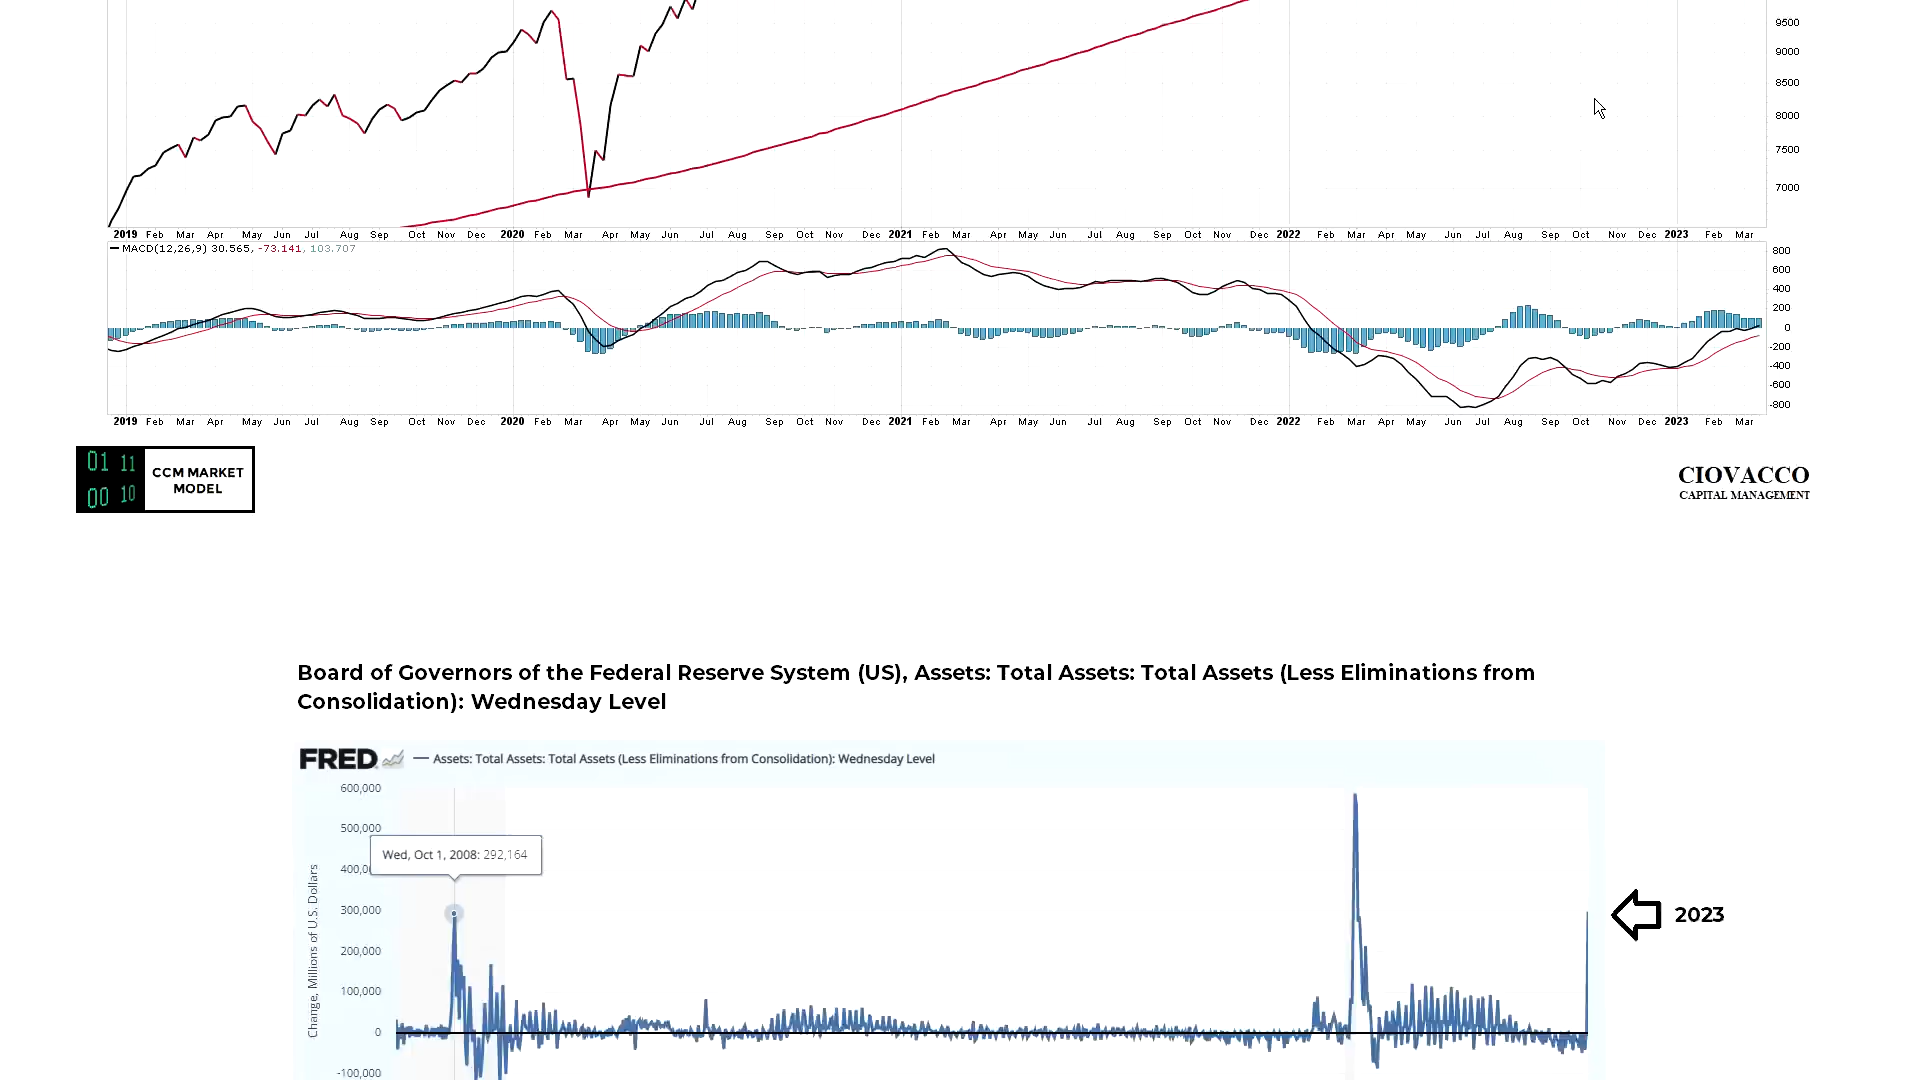 9500
9000
8500
8000
7500
7000
2019 Feb Mar Apr May Jun Jul Aug Sep Oct Nov Dec 2020 Feb Mar Apr May Jun Jul Aug Sep Oct Nov Dec 2021 Feb Mar Apr May Jun Jul Aug Sep Oct Nov Dec 2022 Feb Mar Apr May Jun Jul Aug Sep Oct Nov Dec 2023 Feb Mar
MACD(12,26,9) 30.565, -73.141, 103.707
800
600
400
200
0
-200
-400
-600
-800
2019 Feb Mar Apr May Jun Jul Aug Sep Oct Nov Dec 2020 Feb Mar Apr May Jun Jul Aug Sep Oct Nov Dec 2021 Feb Mar Apr May Jun Jul Aug Sep Oct Nov Dec 2022 Feb Mar Apr May Jun Jul Aug Sep Oct Nov Dec 2023 Feb Mar
01 11
00 10
CCM MARKET
MODEL
CIOVACCO
CAPITAL MANAGEMENT
Board of Governors of the Federal Reserve System (US), Assets: Total Assets: Total Assets (Less Eliminations from
Consolidation): Wednesday Level
FRED — Assets: Total Assets: Total Assets (Less Eliminations from Consolidation): Wednesday Level
600,000
500,000
Wed, Oct 1, 2008: 292,164
300,000
200,000
100,000
0
-100,000
Change, Millions of U.S. Dollars
2023